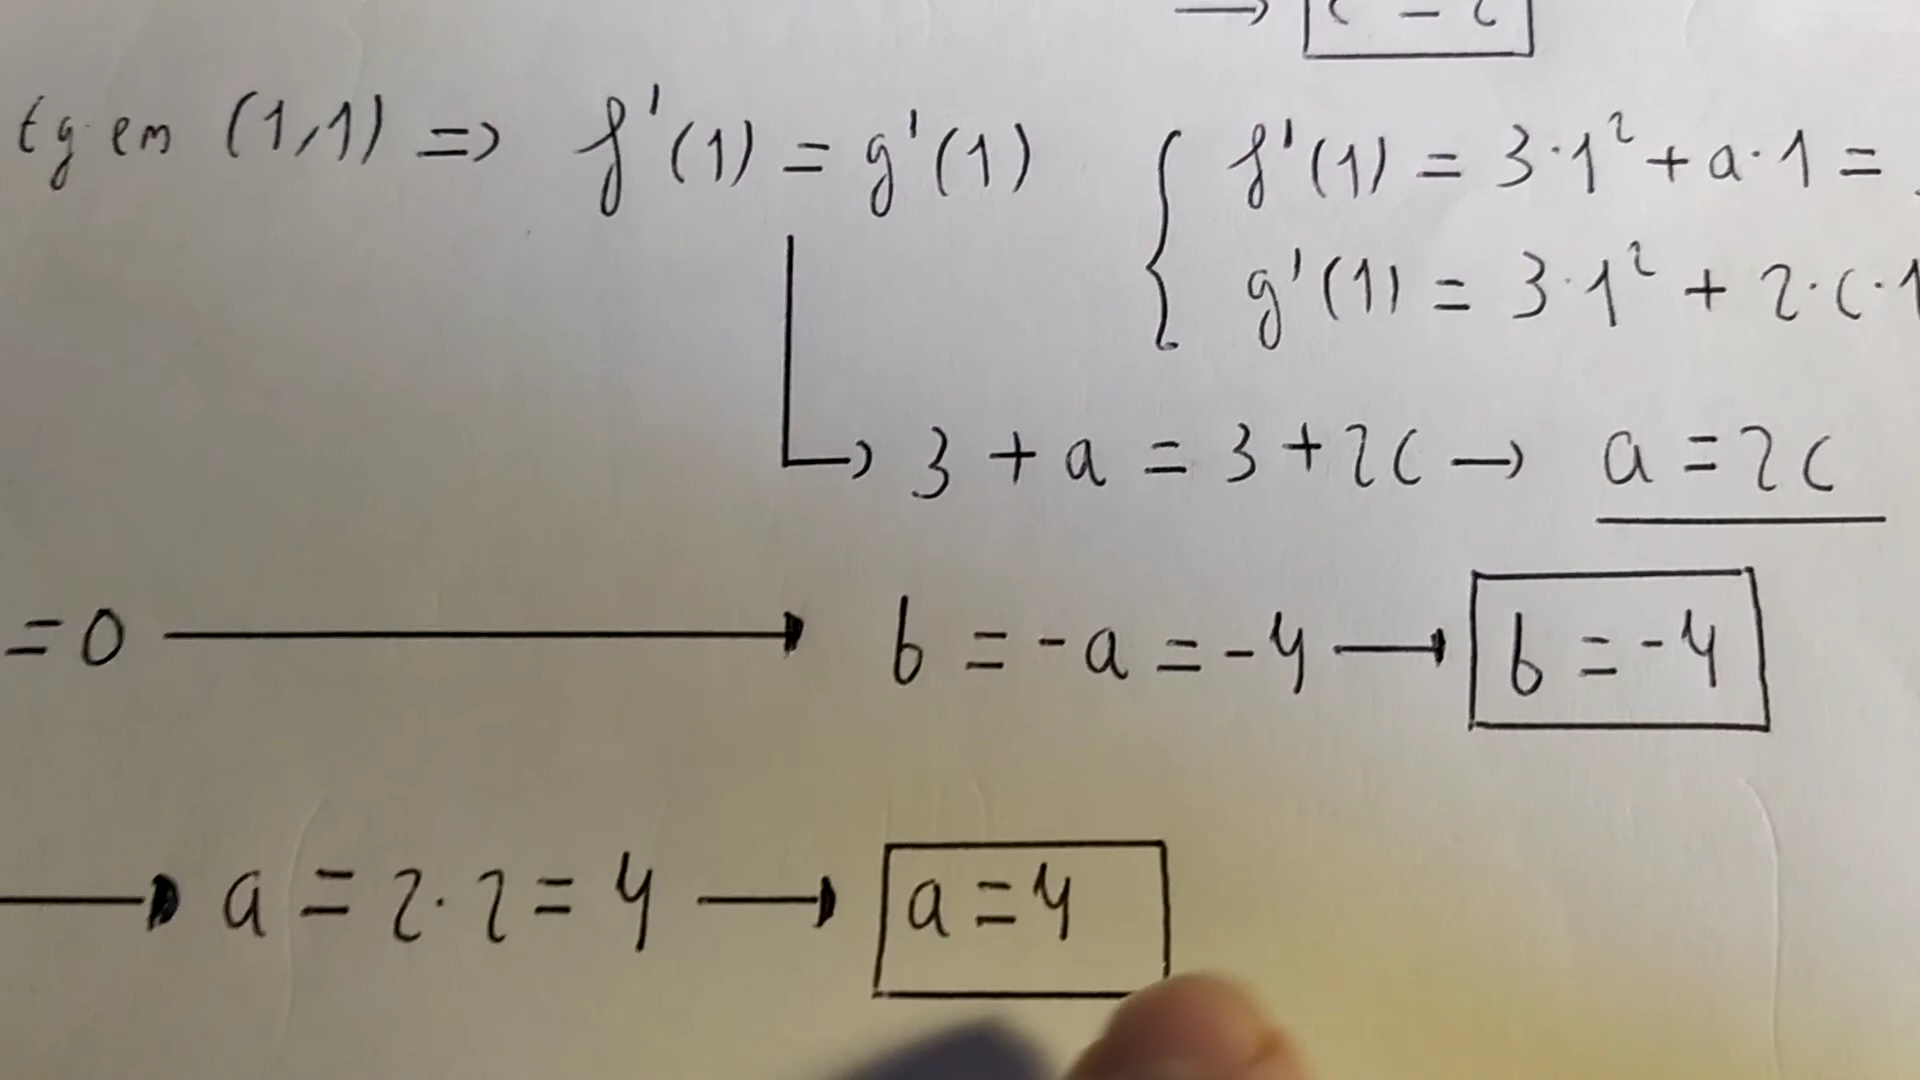 tg em (1,1) => f'(1) = g'(1)
f'(1) = 3·1² + a·1 =
g'(1) = 3·1² + 2·c·1
3 + a = 3 + 2c → a = 2c
= 0 → b = -a = -4 → b = -4
→ a = 2·2 = 4 → a = 4